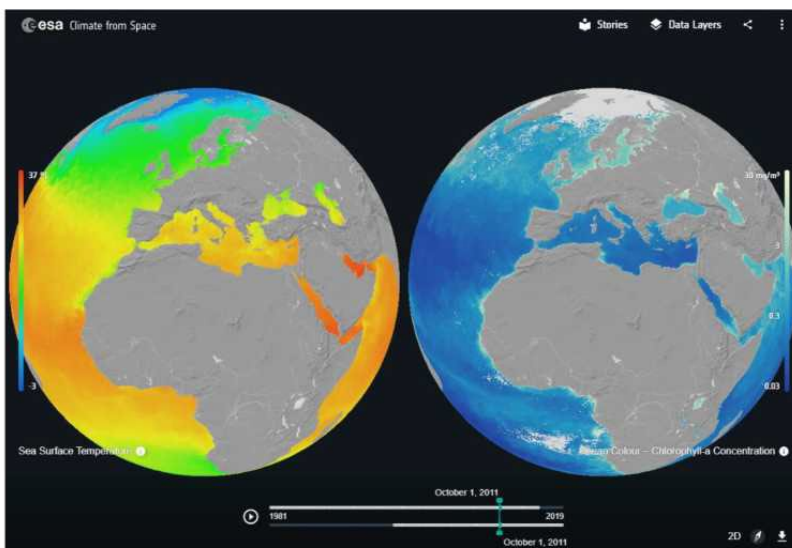 esa Climate from Space
Stories
Data Layers
37 °C
-3
Sea Surface Temperature
30 mg/m³
3
0.3
0.03
Ocean Colour – Chlorophyll-a Concentration
October 1, 2011
1981
2019
October 1, 2011
2D